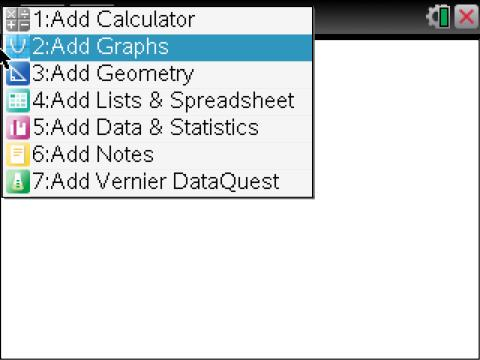 1:Add Calculator
2:Add Graphs
3:Add Geometry
4:Add Lists & Spreadsheet
5:Add Data & Statistics
6:Add Notes
7:Add Vernier DataQuest